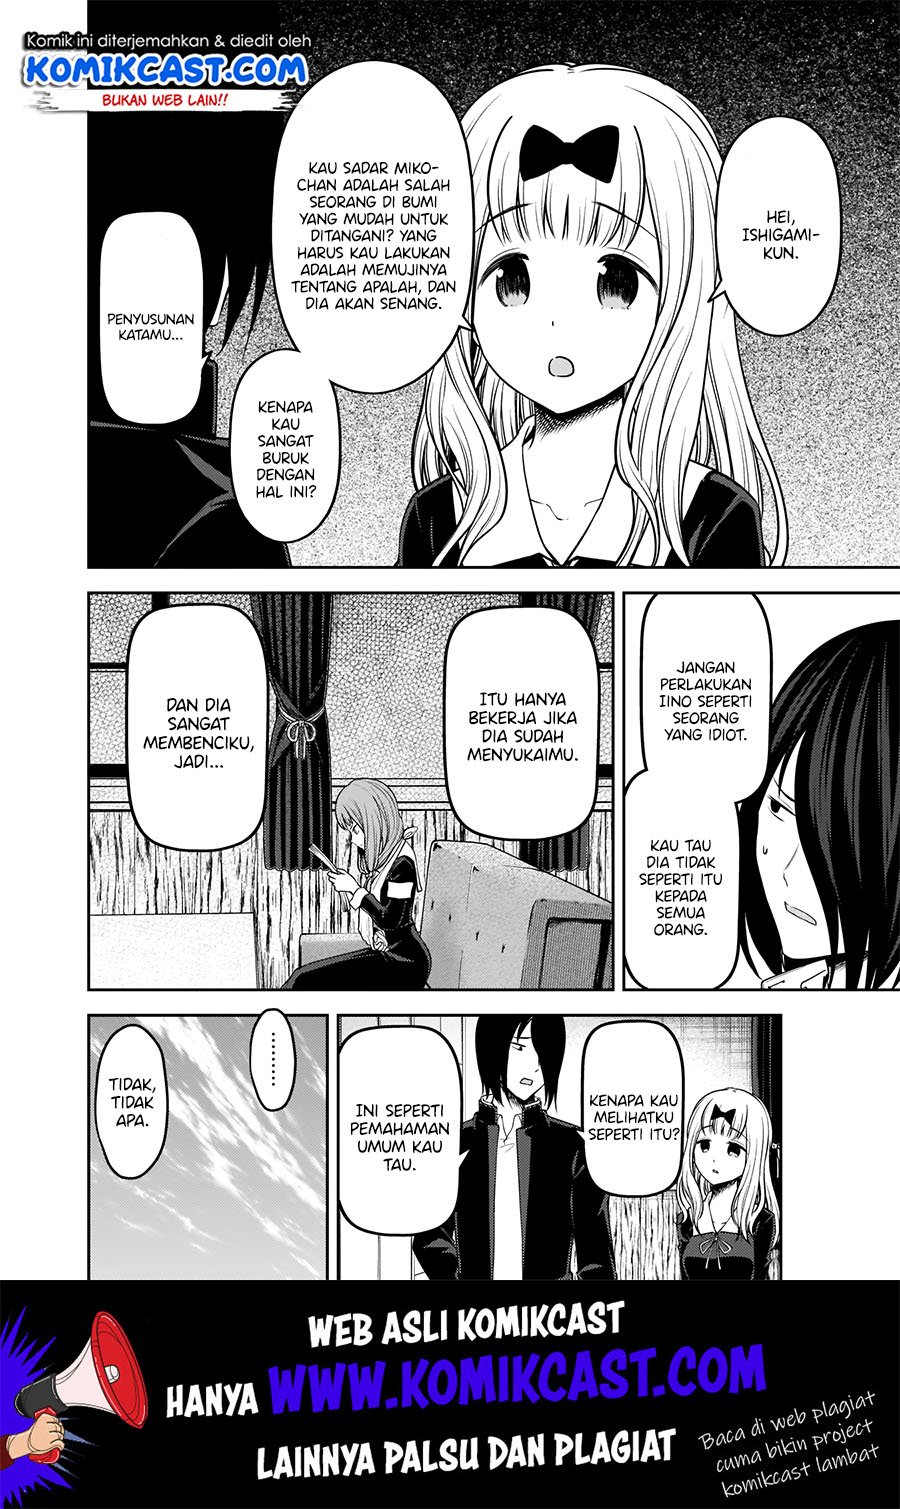 Komik ini diterjemahkan & diedit oleh
KOMIKCAST.COM
BUKAN WEB LAIN!!
HEI,
ISHIGAMI-
KUN.
KAU SADAR MIKO-
CHAN ADALAH SALAH
SEORANG DI BUMI
YANG MUDAH UNTUK
DITANGANI? YANG
HARUS KAU LAKUKAN
ADALAH MEMUJINYA
TENTANG APALAH, DAN
DIA AKAN SENANG.
KENAPA
KAU
SANGAT
BURUK
DENGAN
HAL INI?
PENYUSUNAN
KATAMU...
JANGAN
PERLAKUKAN
IINO SEPERTI
SEORANG
YANG IDIOT.
KAU TAU
DIA TIDAK
SEPERTI ITU
KEPADA
SEMUA
ORANG.
ITU HANYA
BEKERJA JIKA
DIA SUDAH
MENYUKAIMU.
DAN DIA
SANGAT
MEMBENCIKU,
JADI...
KENAPA KAU
MELIHATKU
SEPERTI ITU?
INI SEPERTI
PEMAHAMAN
UMUM KAU
TAU.
.........
TIDAK,
TIDAK
APA.
WEB ASLI KOMIKCAST
HANYA WWW.KOMIKCAST.COM
LAINNYA PALSU DAN PLAGIAT
Baca di web plagiat
cuma bikin project
komikcast lambat